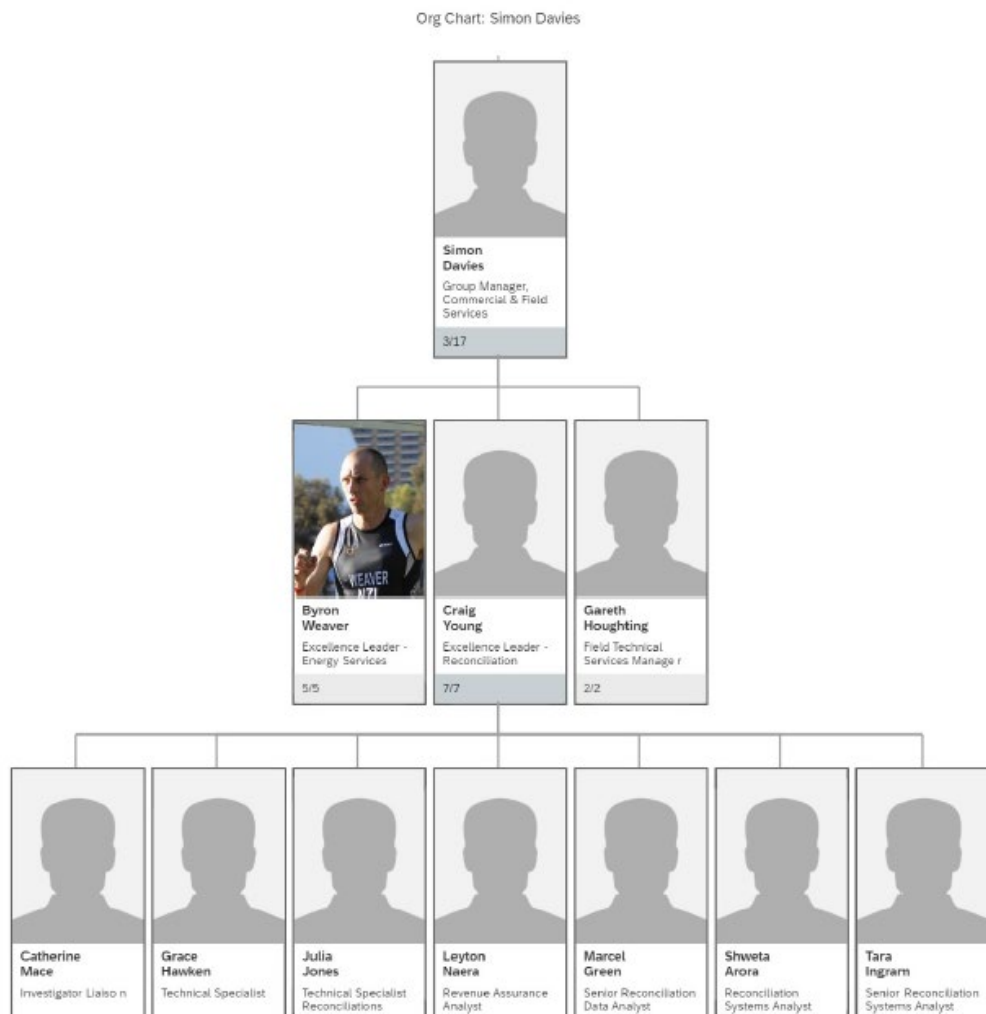 Org Chart: Simon Davies
Simon
Davies
Group Manager,
Commercial & Field
Services
3/17
WEAVER
NZL
Byron
Weaver
Excellence Leader -
Energy Services
5/5
Craig
Young
Excellence Leader -
Reconciliation
7/7
Gareth
Houghting
Field Technical
Services Manage r
2/2
Catherine
Mace
Investigator Liaiso n
Grace
Hawken
Technical Specialist
Julia
Jones
Technical Specialist
Reconciliations
Leyton
Naera
Revenue Assurance
Analyst
Marcel
Green
Senior Reconciliation
Data Analyst
Shweta
Arora
Reconciliation
Systems Analyst
Tara
Ingram
Senior Reconciliation
Systems Analyst